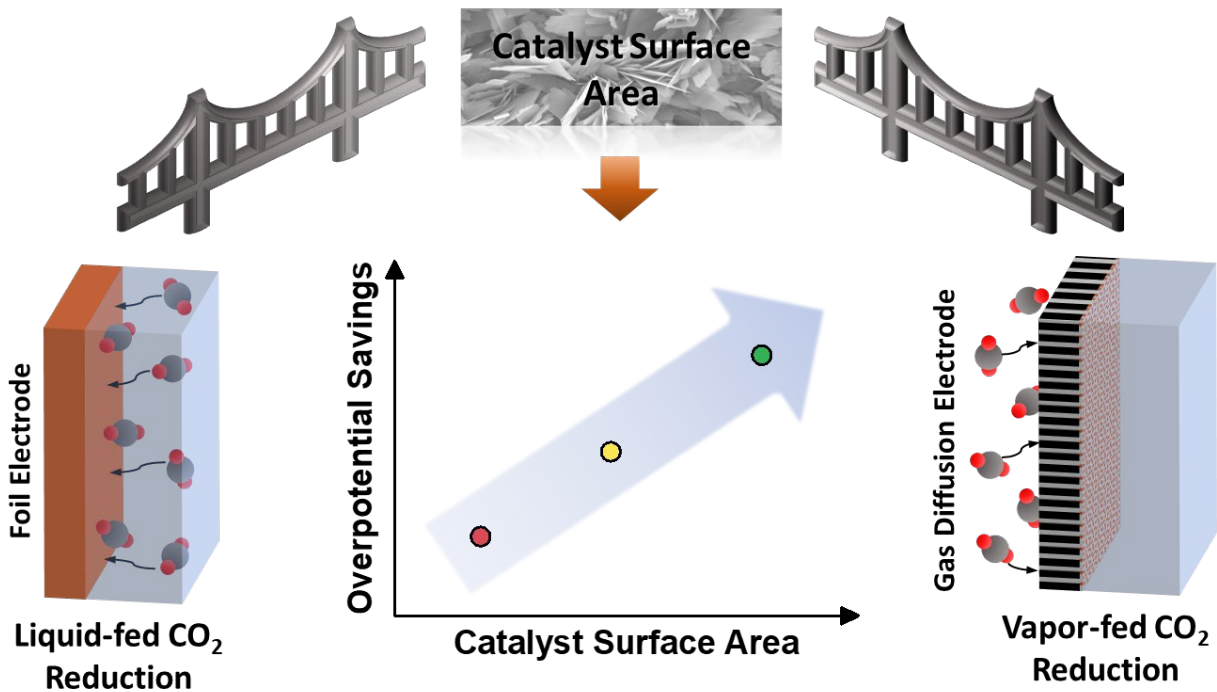 Catalyst Surface
Area
Foil Electrode
Overpotential Savings
Gas Diffusion Electrode
Liquid-fed CO₂
Reduction
Catalyst Surface Area
Vapor-fed CO₂
Reduction